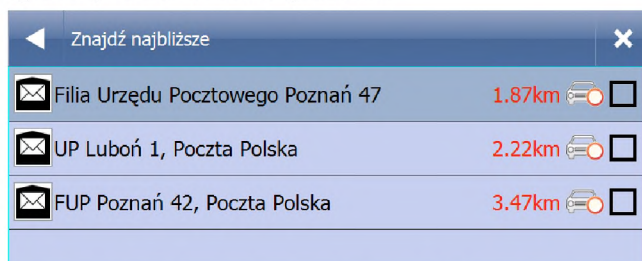 Znajdź najbliższe
Filia Urzędu Pocztowego Poznań 47 1.87km
UP Luboń 1, Poczta Polska 2.22km
FUP Poznań 42, Poczta Polska 3.47km